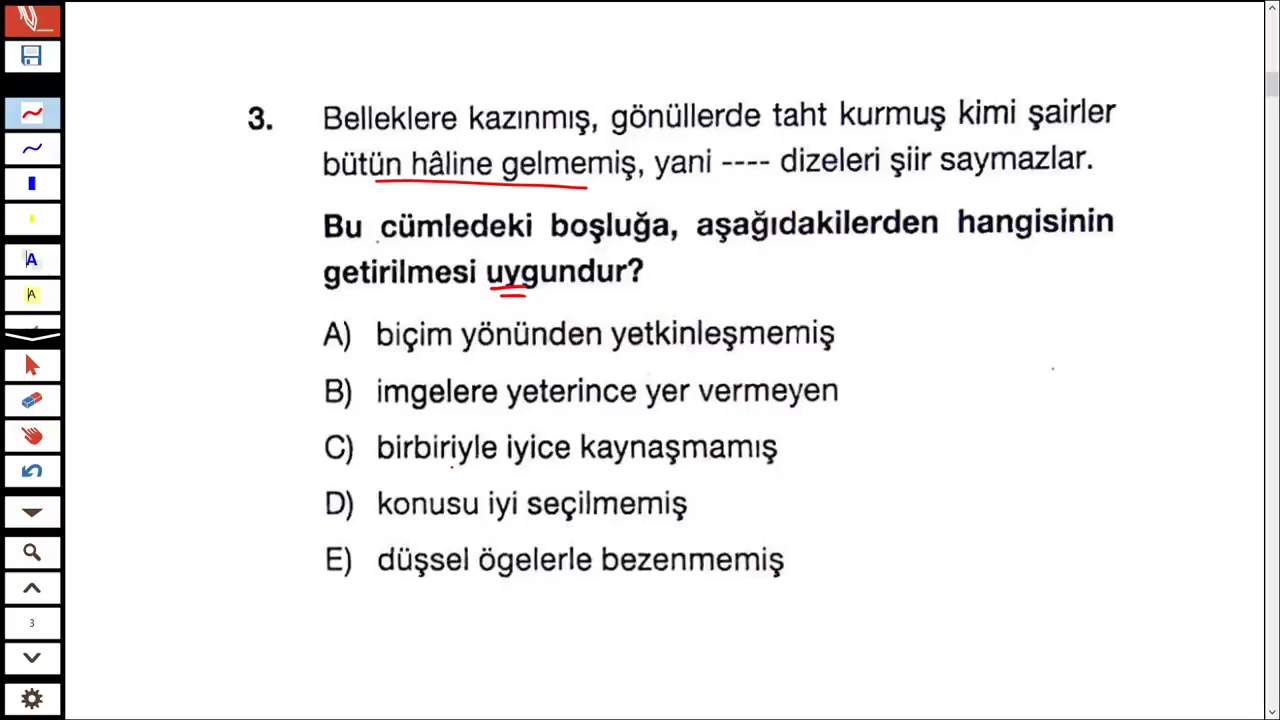 3. Belleklere kazınmış, gönüllerde taht kurmuş kimi şairler
bütün hâline gelmemiş, yani ---- dizeleri şiir saymazlar.
Bu cümledeki boşluğa, aşağıdakilerden hangisinin
getirilmesi uygundur?
A) biçim yönünden yetkinleşmemiş
B) imgelere yeterince yer vermeyen
C) birbiriyle iyice kaynaşmamış
D) konusu iyi seçilmemiş
E) düşsel ögelerle bezenmemiş
A
A
3